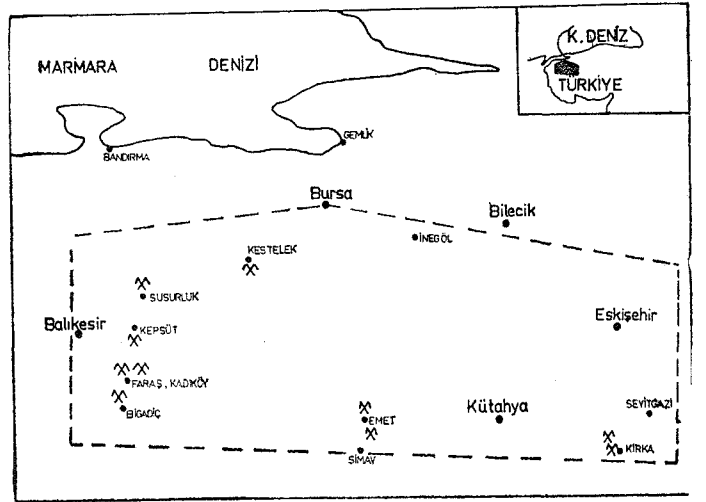 MARMARA DENİZİ
K. DENİZ
TÜRKİYE
GEMLİK
BANDIRMA
Bursa
Bilecik
İNEGÖL
KESTELEK
SUSURLUK
Balıkesir
KEPSÜT
Eskişehir
FARAŞ, KADIKÖY
BİGADİÇ
EMET
Kütahya
SEYİTGAZİ
SİMAV
KIRKA